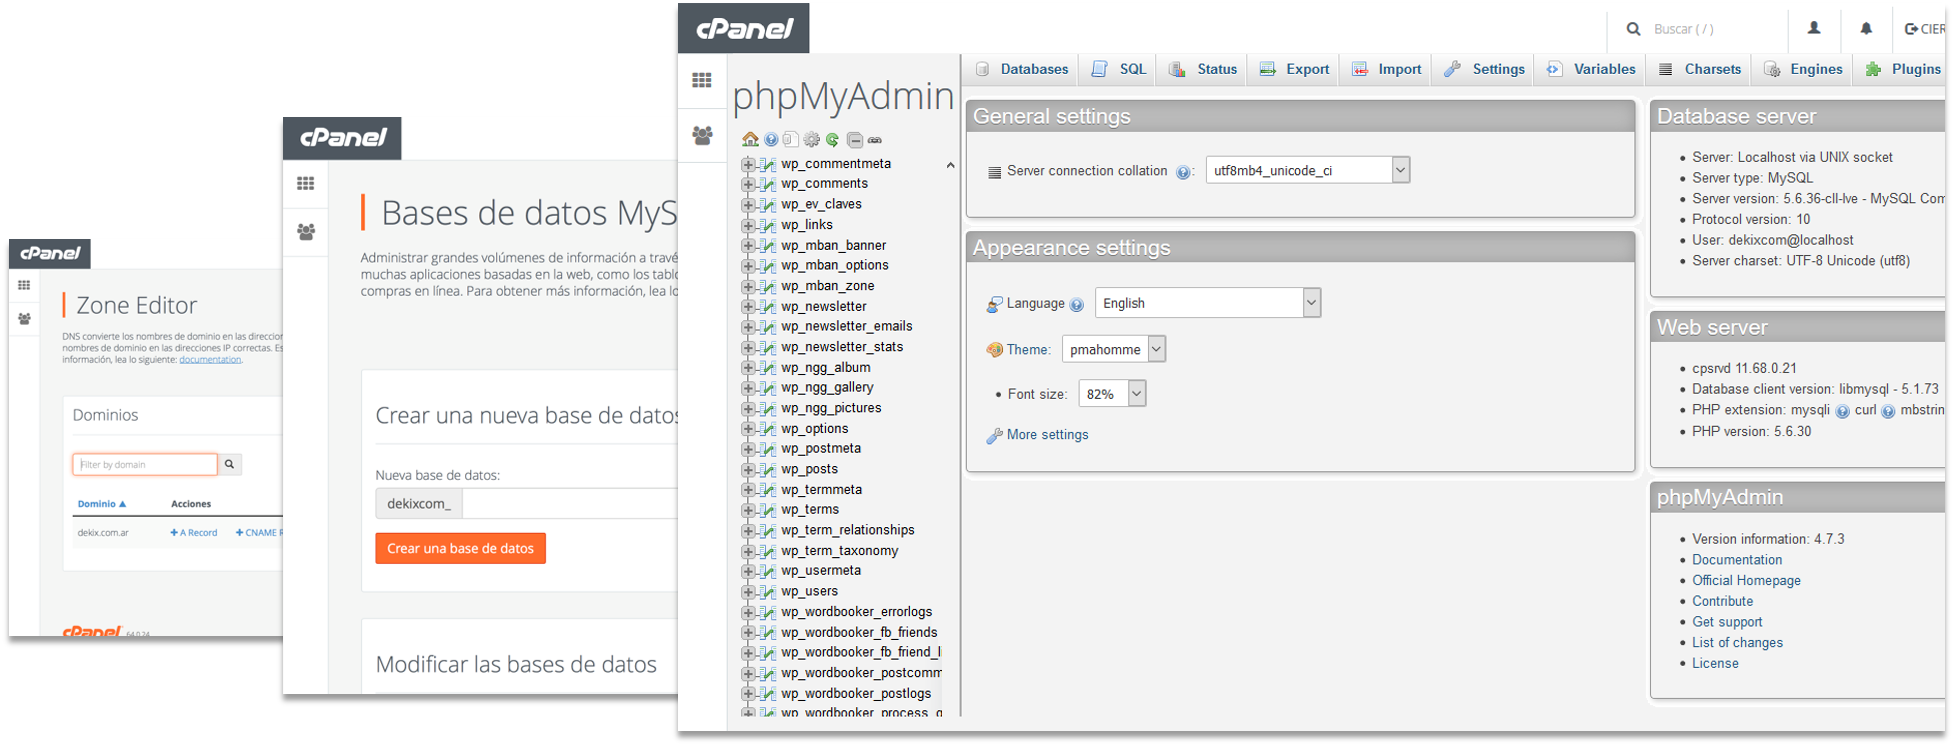 cPanel
Zone Editor
DNS convierte los nombres de dominio en las
nombres de dominio en las direcciones IP correctas.
información, lea lo siguiente: documentation.
Dominios
Filter by domain
Dominio ▲ Acciones
dekix.com.ar + A Record + CNAME
cPanel 64.0.24
cPanel
Bases de datos
Administrar grandes volúmenes de información a
muchas aplicaciones basadas en la web, como los
compras en línea. Para obtener más información, lea
Crear una nueva base de datos
Nueva base de datos:
dekixcom_
Crear una base de datos
Modificar las bases de datos
cPanel
Buscar ( / )
phpMyAdmin
wp_commentmeta
wp_comments
wp_ev_claves
wp_links
wp_mban_banner
wp_mban_options
wp_mban_zone
wp_newsletter
wp_newsletter_emails
wp_newsletter_stats
wp_ngg_album
wp_ngg_gallery
wp_ngg_pictures
wp_options
wp_postmeta
wp_posts
wp_termmeta
wp_terms
wp_term_relationships
wp_term_taxonomy
wp_usermeta
wp_users
wp_wordbooker_errorlogs
wp_wordbooker_fb_friends
wp_wordbooker_fb_friend_l
wp_wordbooker_postcomm
wp_wordbooker_postlogs
Databases SQL Status Export Import Settings Variables Charsets Engines Plugins
General settings
Server connection collation : utf8mb4_unicode_ci
Appearance settings
Language English
Theme: pmahomme
• Font size: 82%
More settings
Database server
• Server: Localhost via UNIX socket
• Server type: MySQL
• Server version: 5.6.36-cll-lve - MySQL Com
• Protocol version: 10
• User: dekixcom@localhost
• Server charset: UTF-8 Unicode (utf8)
Web server
• cpsrvd 11.68.0.21
• Database client version: libmysql - 5.1.73
• PHP extension: mysqli curl mbstrin
• PHP version: 5.6.30
phpMyAdmin
• Version information: 4.7.3
• Documentation
• Official Homepage
• Contribute
• Get support
• List of changes
• License